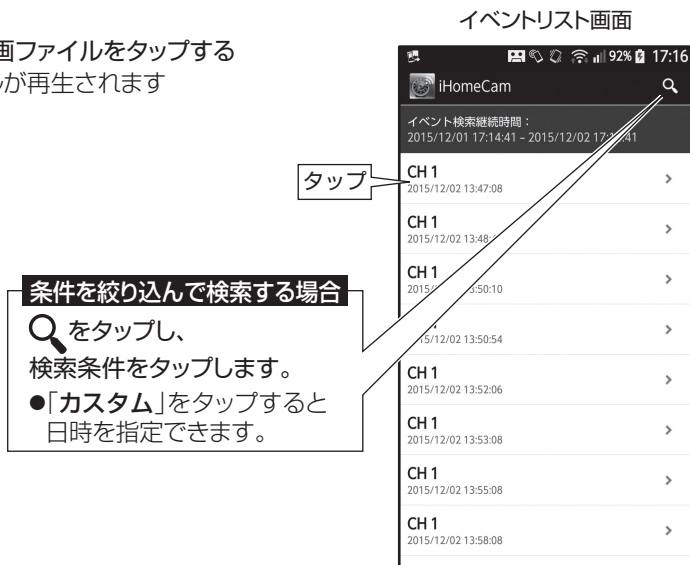 イベントリスト画面
画ファイルをタップする
が再生されます
92% 17:16
iHomeCam
イベント検索継続時間：
2015/12/01 17:14:41 – 2015/12/02 17:14:41
タップ
CH 1
2015/12/02 13:47:08
CH 1
2015/12/02 13:48:
CH 1
2015/ 3:50:10
15/12/02 13:50:54
CH 1
2015/12/02 13:52:06
CH 1
2015/12/02 13:53:08
CH 1
2015/12/02 13:55:08
CH 1
2015/12/02 13:58:08
条件を絞り込んで検索する場合
をタップし、
検索条件をタップします。
●「カスタム」をタップすると
日時を指定できます。